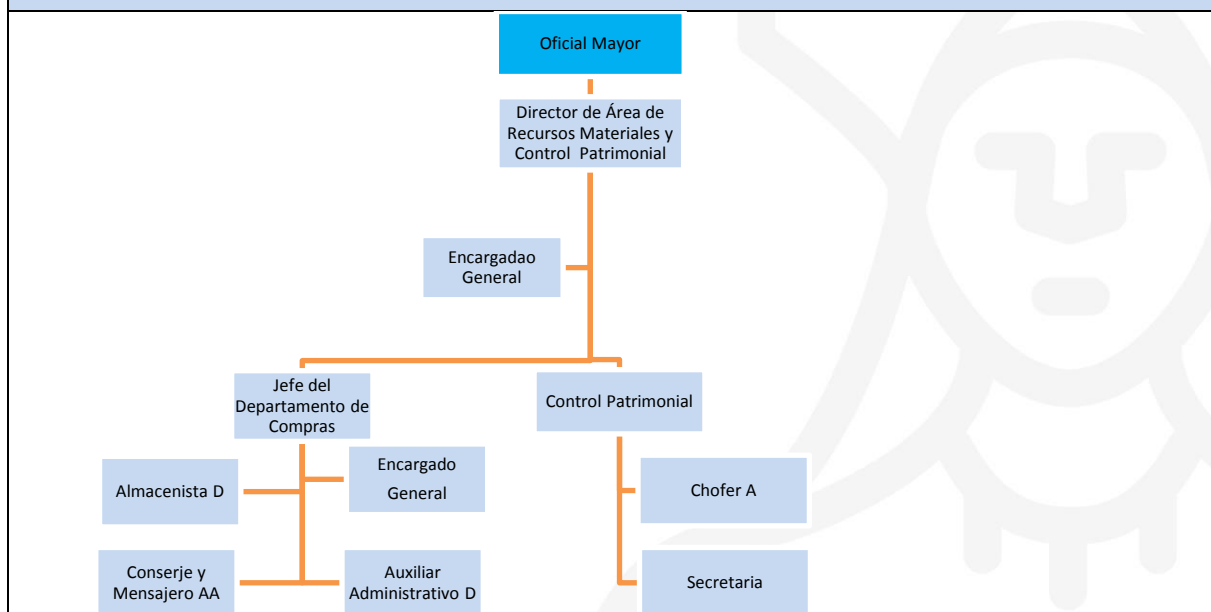 Oficial Mayor
Director de Área de
Recursos Materiales y
Control Patrimonial
Encargadao
General
Jefe del
Departamento de
Compras
Control Patrimonial
Almacenista D
Encargado
General
Chofer A
Conserje y
Mensajero AA
Auxiliar
Administrativo D
Secretaria